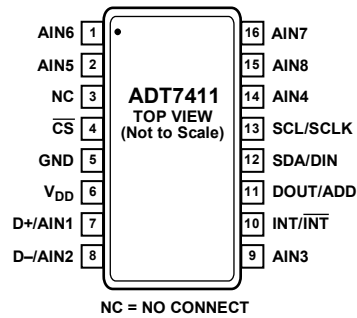 AIN6 1
AIN5 2
NC 3
C̅S̅ 4
GND 5
VDD 6
D+/AIN1 7
D–/AIN2 8
ADT7411
TOP VIEW
(Not to Scale)
16 AIN7
15 AIN8
14 AIN4
13 SCL/SCLK
12 SDA/DIN
11 DOUT/ADD
10 INT/I̅N̅T̅
9 AIN3
NC = NO CONNECT